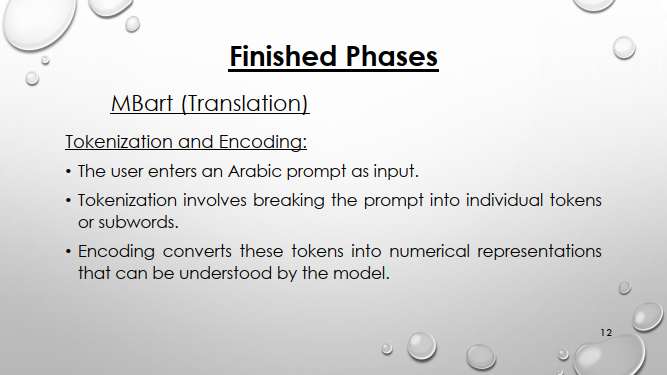 Finished Phases
MBart (Translation)
Tokenization and Encoding:
• The user enters an Arabic prompt as input.
• Tokenization involves breaking the prompt into individual tokens
or subwords.
• Encoding converts these tokens into numerical representations
that can be understood by the model.
12